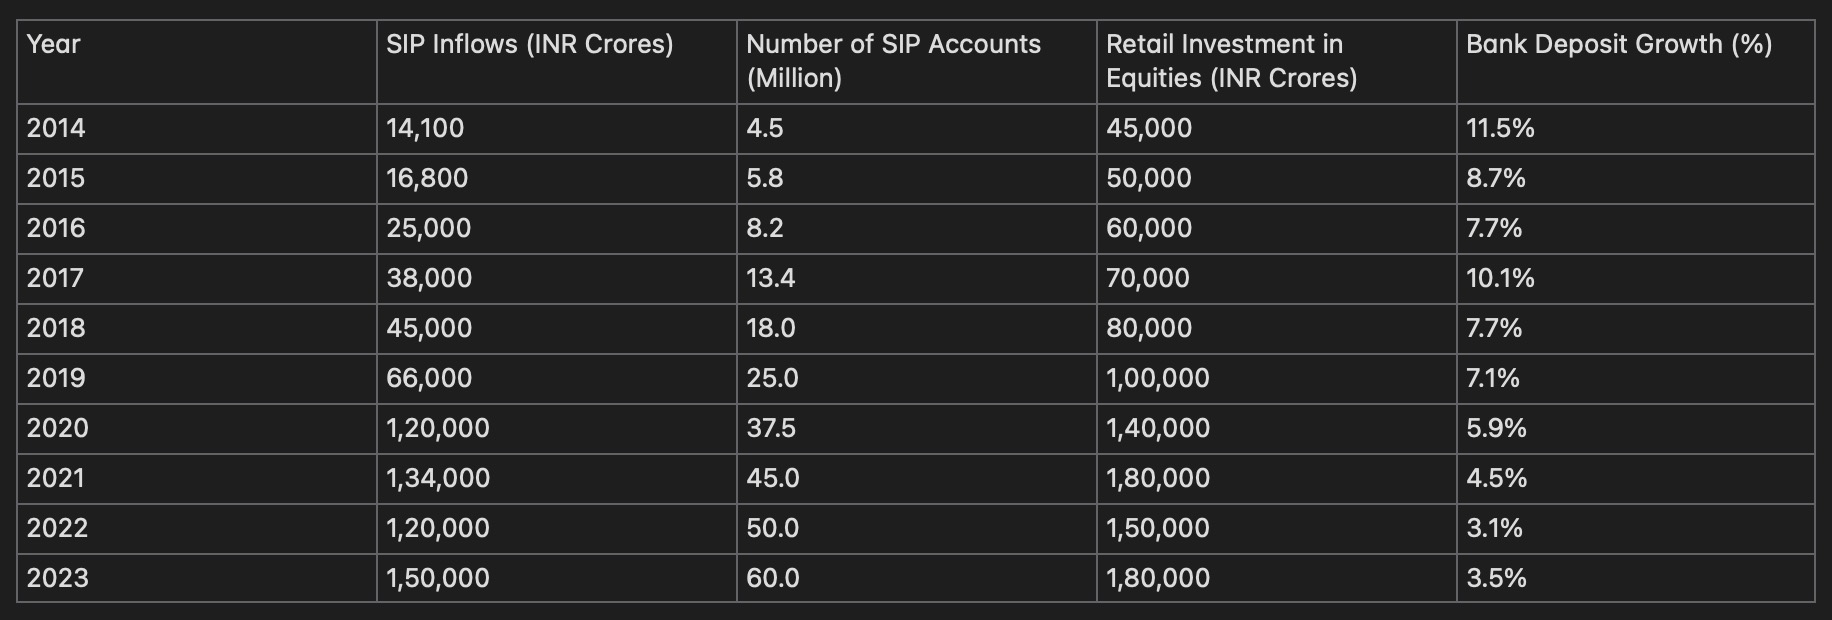 Year SIP Inflows (INR Crores) Number of SIP Accounts (Million) Retail Investment in Equities (INR Crores) Bank Deposit Growth (%)
2014 14,100 4.5 45,000 11.5%
2015 16,800 5.8 50,000 8.7%
2016 25,000 8.2 60,000 7.7%
2017 38,000 13.4 70,000 10.1%
2018 45,000 18.0 80,000 7.7%
2019 66,000 25.0 1,00,000 7.1%
2020 1,20,000 37.5 1,40,000 5.9%
2021 1,34,000 45.0 1,80,000 4.5%
2022 1,20,000 50.0 1,50,000 3.1%
2023 1,50,000 60.0 1,80,000 3.5%